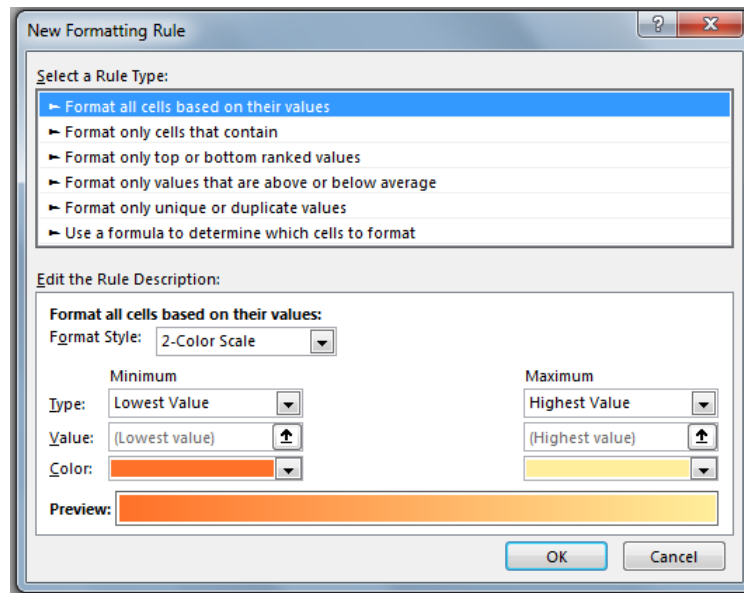 New Formatting Rule
?
Select a Rule Type:
► Format all cells based on their values
► Format only cells that contain
► Format only top or bottom ranked values
► Format only values that are above or below average
► Format only unique or duplicate values
► Use a formula to determine which cells to format
Edit the Rule Description:
Format all cells based on their values:
Format Style: 2-Color Scale
Minimum Maximum
Type: Lowest Value Highest Value
Value: (Lowest value) (Highest value)
Color:
Preview:
OK Cancel